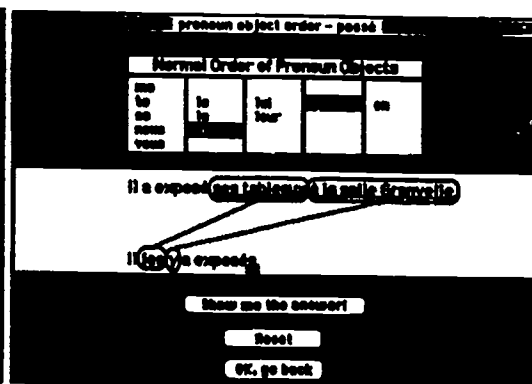 pronoun object order - passé
Normal Order of Pronoun Objects
me
te le lui en
se la leur
nous
vous
Il a exposé ses tableaux à la salle Granvelle
Il les y a exposés
Show me the answer!
Reset
OK, go back